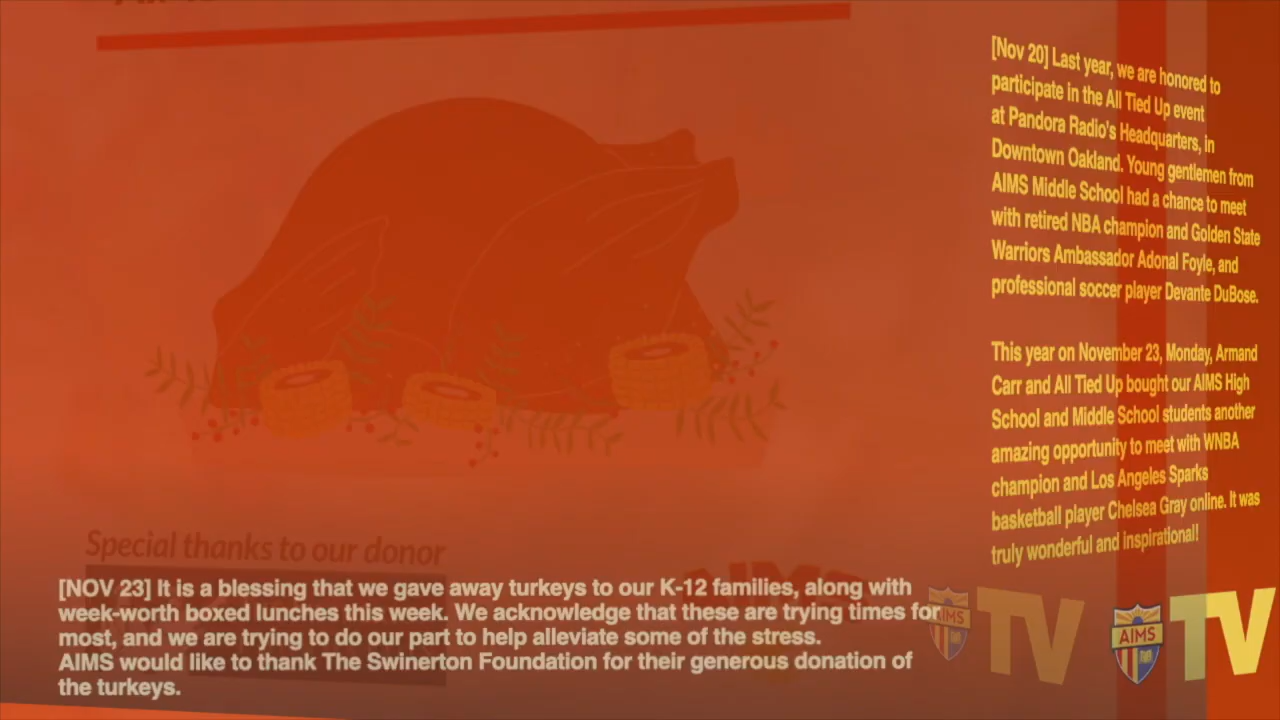 [Nov 20] Last year, we are honored to
participate in the All Tied Up event
at Pandora Radio's Headquarters, in
Downtown Oakland. Young gentlemen from
AIMS Middle School had a chance to meet
with retired NBA champion and Golden State
Warriors Ambassador Adonal Foyle, and
professional soccer player Devante DuBose.
This year on November 23, Monday, Armand
Carr and All Tied Up bought our AIMS High
School and Middle School students another
amazing opportunity to meet with WNBA
champion and Los Angeles Sparks
basketball player Chelsea Gray online. It was
truly wonderful and inspirational!
Special thanks to our donor
[NOV 23] It is a blessing that we gave away turkeys to our K-12 families, along with
week-worth boxed lunches this week. We acknowledge that these are trying times for
most, and we are trying to do our part to help alleviate some of the stress.
AIMS would like to thank The Swinerton Foundation for their generous donation of
the turkeys.
AIMS TV
AIMS TV